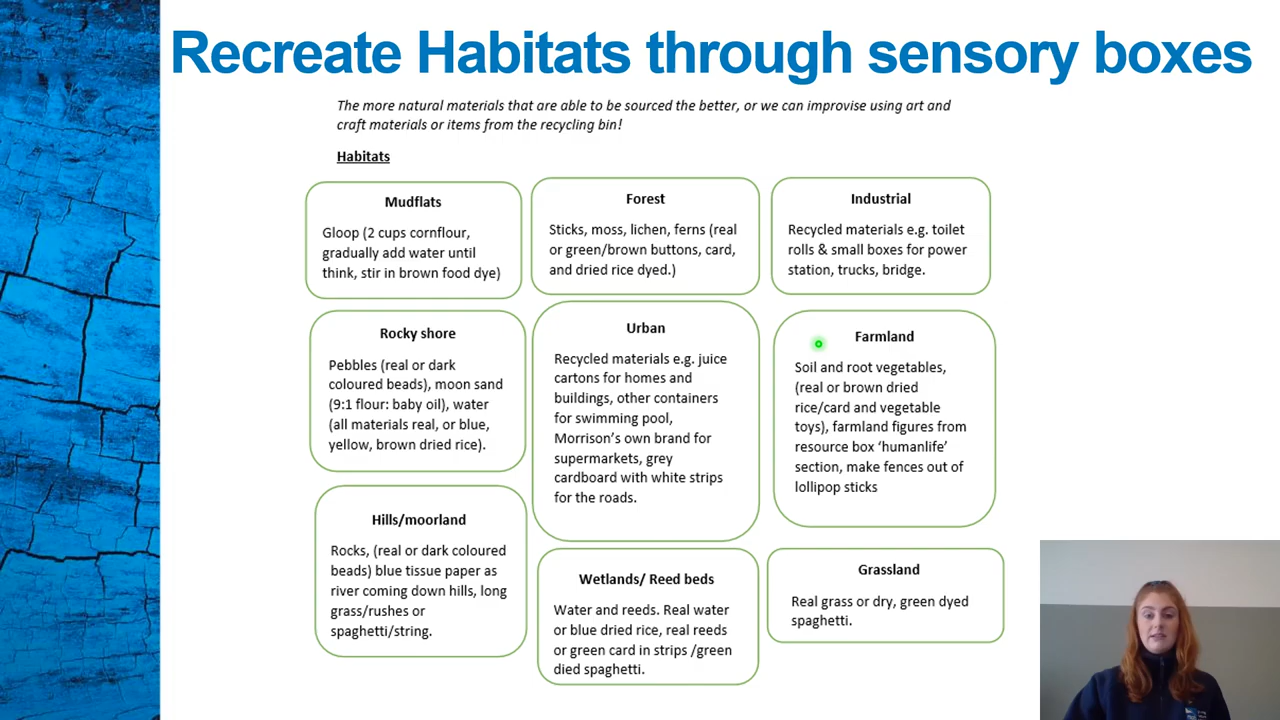 Recreate Habitats through sensory boxes
The more natural materials that are able to be sourced the better, or we can improvise using art and
craft materials or items from the recycling bin!
Habitats
Mudflats
Gloop (2 cups cornflour,
gradually add water until
think, stir in brown food dye)
Forest
Sticks, moss, lichen, ferns (real
or green/brown buttons, card,
and dried rice dyed.)
Industrial
Recycled materials e.g. toilet
rolls & small boxes for power
station, trucks, bridge.
Rocky shore
Pebbles (real or dark
coloured beads), moon sand
(9:1 flour: baby oil), water
(all materials real, or blue,
yellow, brown dried rice).
Urban
Recycled materials e.g. juice
cartons for homes and
buildings, other containers
for swimming pool,
Morrison’s own brand for
supermarkets, grey
cardboard with white strips
for the roads.
Farmland
Soil and root vegetables,
(real or brown dried
rice/card and vegetable
toys), farmland figures from
resource box ‘humanlife’
section, make fences out of
lollipop sticks
Hills/moorland
Rocks, (real or dark coloured
beads) blue tissue paper as
river coming down hills, long
grass/rushes or
spaghetti/string.
Wetlands/ Reed beds
Water and reeds. Real water
or blue dried rice, real reeds
or green card in strips /green
died spaghetti.
Grassland
Real grass or dry, green dyed
spaghetti.